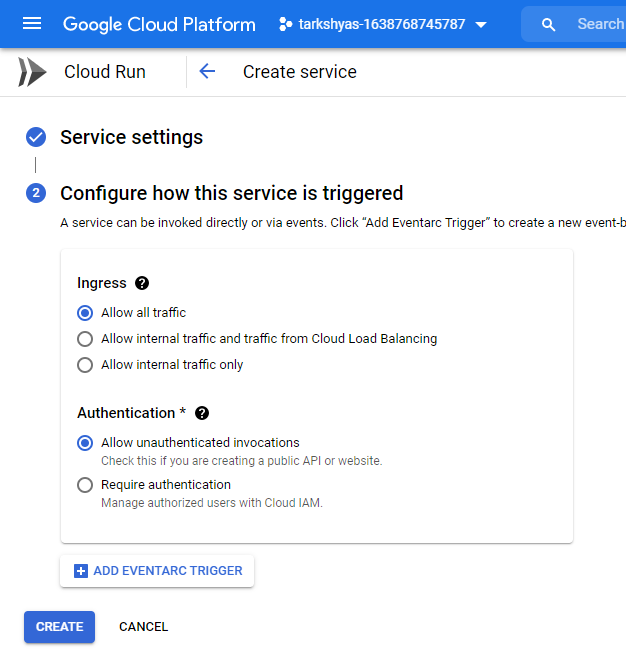 Google Cloud Platform
tarkshyas-1638768745787
Search
Cloud Run
Create service
Service settings
2
Configure how this service is triggered
A service can be invoked directly or via events. Click “Add Eventarc Trigger” to create a new event-b
Ingress
Allow all traffic
Allow internal traffic and traffic from Cloud Load Balancing
Allow internal traffic only
Authentication *
Allow unauthenticated invocations
Check this if you are creating a public API or website.
Require authentication
Manage authorized users with Cloud IAM.
ADD EVENTARC TRIGGER
CREATE
CANCEL